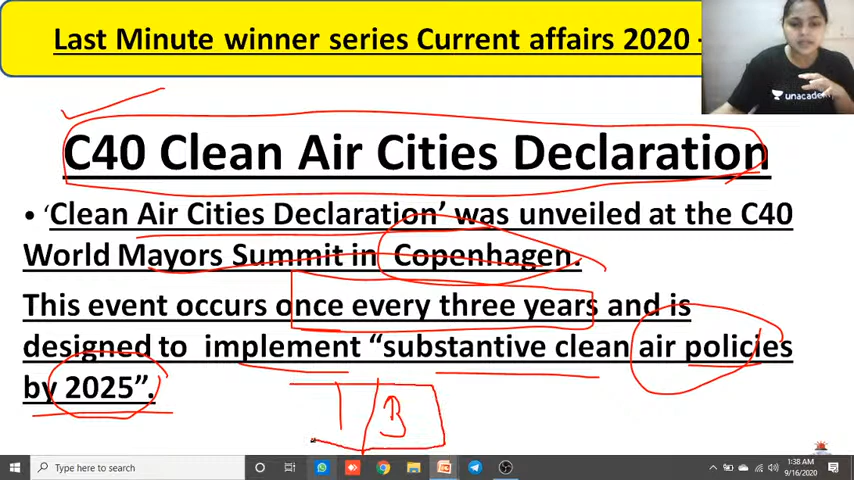 Last Minute winner series Current affairs 2020 -
unacade
C40 Clean Air Cities Declaration
• ‘Clean Air Cities Declaration’ was unveiled at the C40
World Mayors Summit in Copenhagen.
This event occurs once every three years and is
designed to implement “substantive clean air policies
by 2025”.
1 3
Type here to search
1:38 AM
9/16/2020